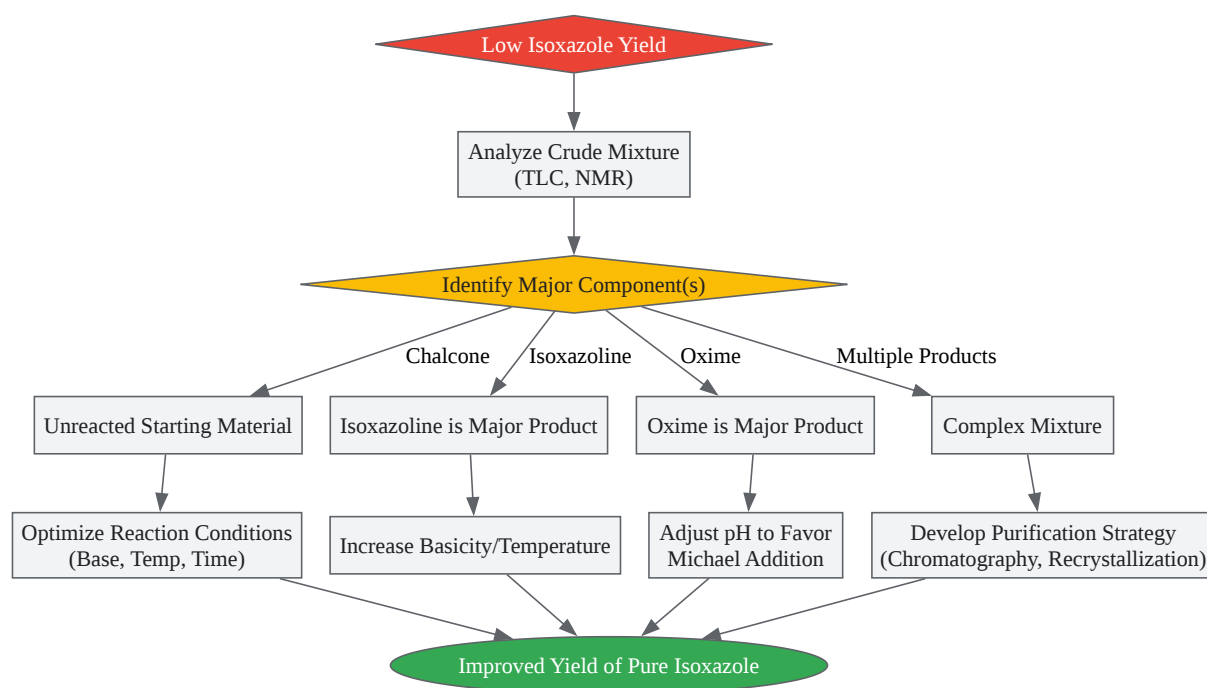 Low Isoxazole Yield
Analyze Crude Mixture
(TLC, NMR)
Identify Major Component(s)
Chalcone
Isoxazoline
Oxime
Multiple Products
Unreacted Starting Material
Isoxazoline is Major Product
Oxime is Major Product
Complex Mixture
Optimize Reaction Conditions
(Base, Temp, Time)
Increase Basicity/Temperature
Adjust pH to Favor
Michael Addition
Develop Purification Strategy
(Chromatography, Recrystallization)
Improved Yield of Pure Isoxazole